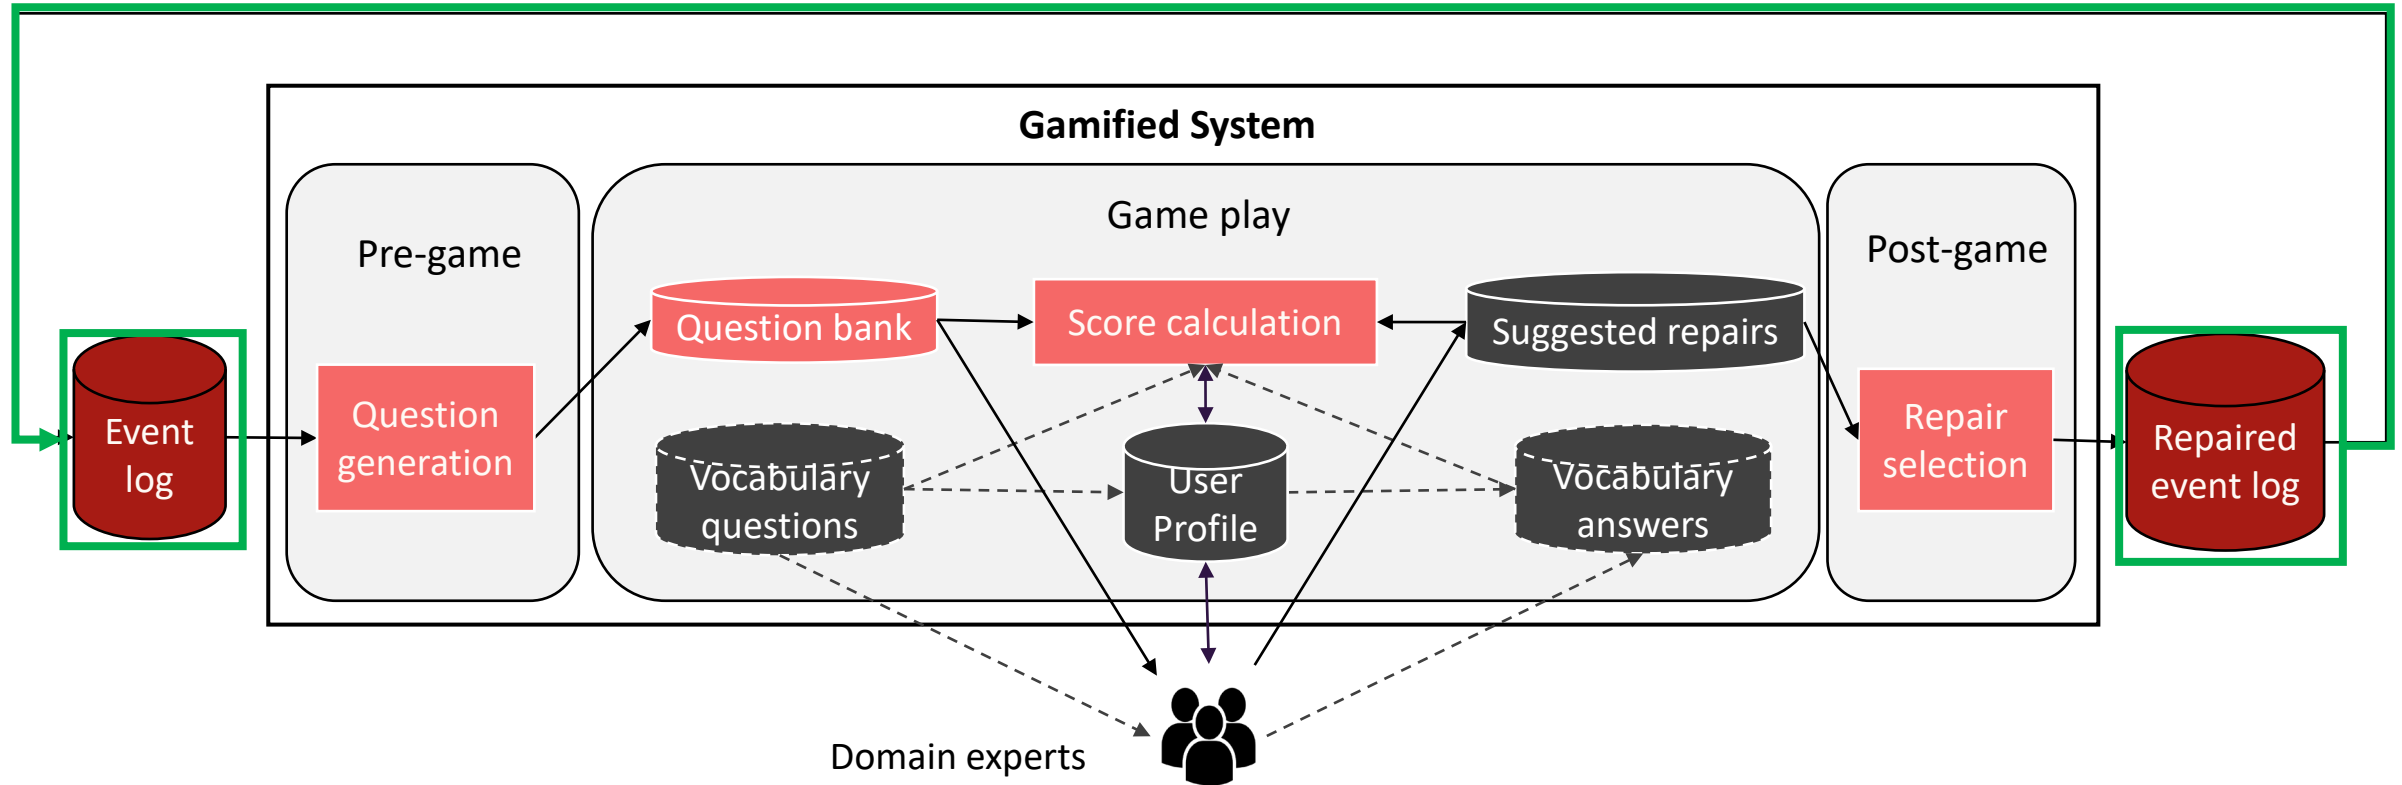 Gamified System
Pre-game
Game play
Post-game
Event
log
Question
generation
Question bank
Score calculation
Suggested repairs
Vocabulary
questions
User
Profile
Vocabulary
answers
Repair
selection
Repaired
event log
Domain experts